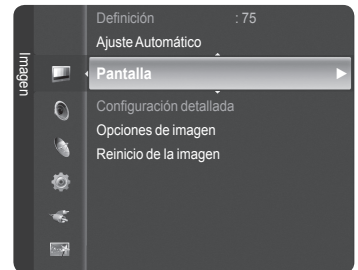 Imagen
Definición : 75
Ajuste Automático
Pantalla
Configuración detallada
Opciones de imagen
Reinicio de la imagen